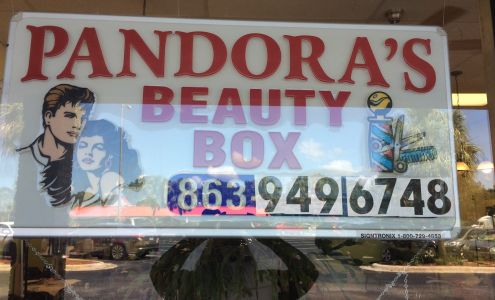 PANDORA'S
BEAUTY
BOX
863 949 6748
SIGNTRONIX 1-800-729-4853